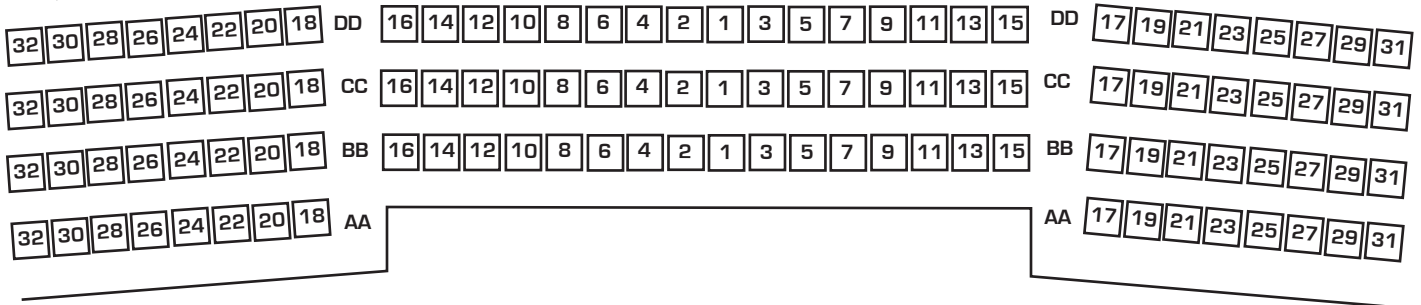 32 30 28 26 24 22 20 18 DD 16 14 12 10 8 6 4 2 1 3 5 7 9 11 13 15 DD 17 19 21 23 25 27 29 31
32 30 28 26 24 22 20 18 CC 16 14 12 10 8 6 4 2 1 3 5 7 9 11 13 15 CC 17 19 21 23 25 27 29 31
32 30 28 26 24 22 20 18 BB 16 14 12 10 8 6 4 2 1 3 5 7 9 11 13 15 BB 17 19 21 23 25 27 29 31
32 30 28 26 24 22 20 18 AA AA 17 19 21 23 25 27 29 31